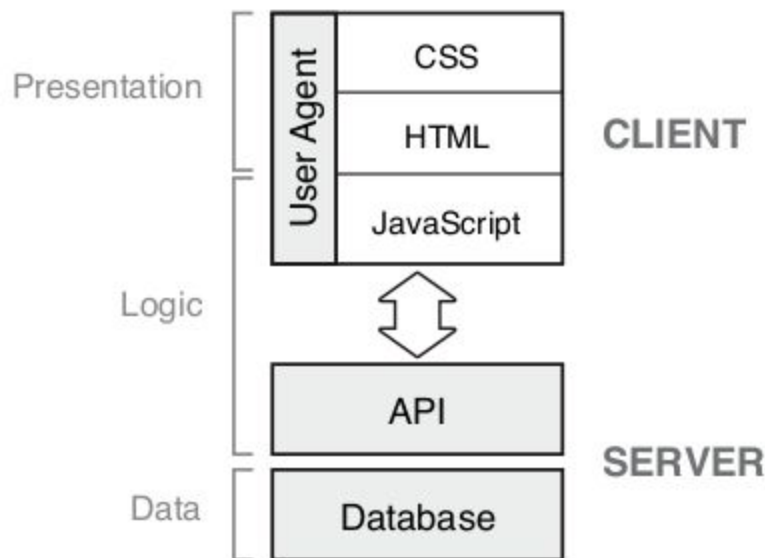 Presentation
User Agent
CSS
HTML
CLIENT
JavaScript
Logic
API
SERVER
Data
Database